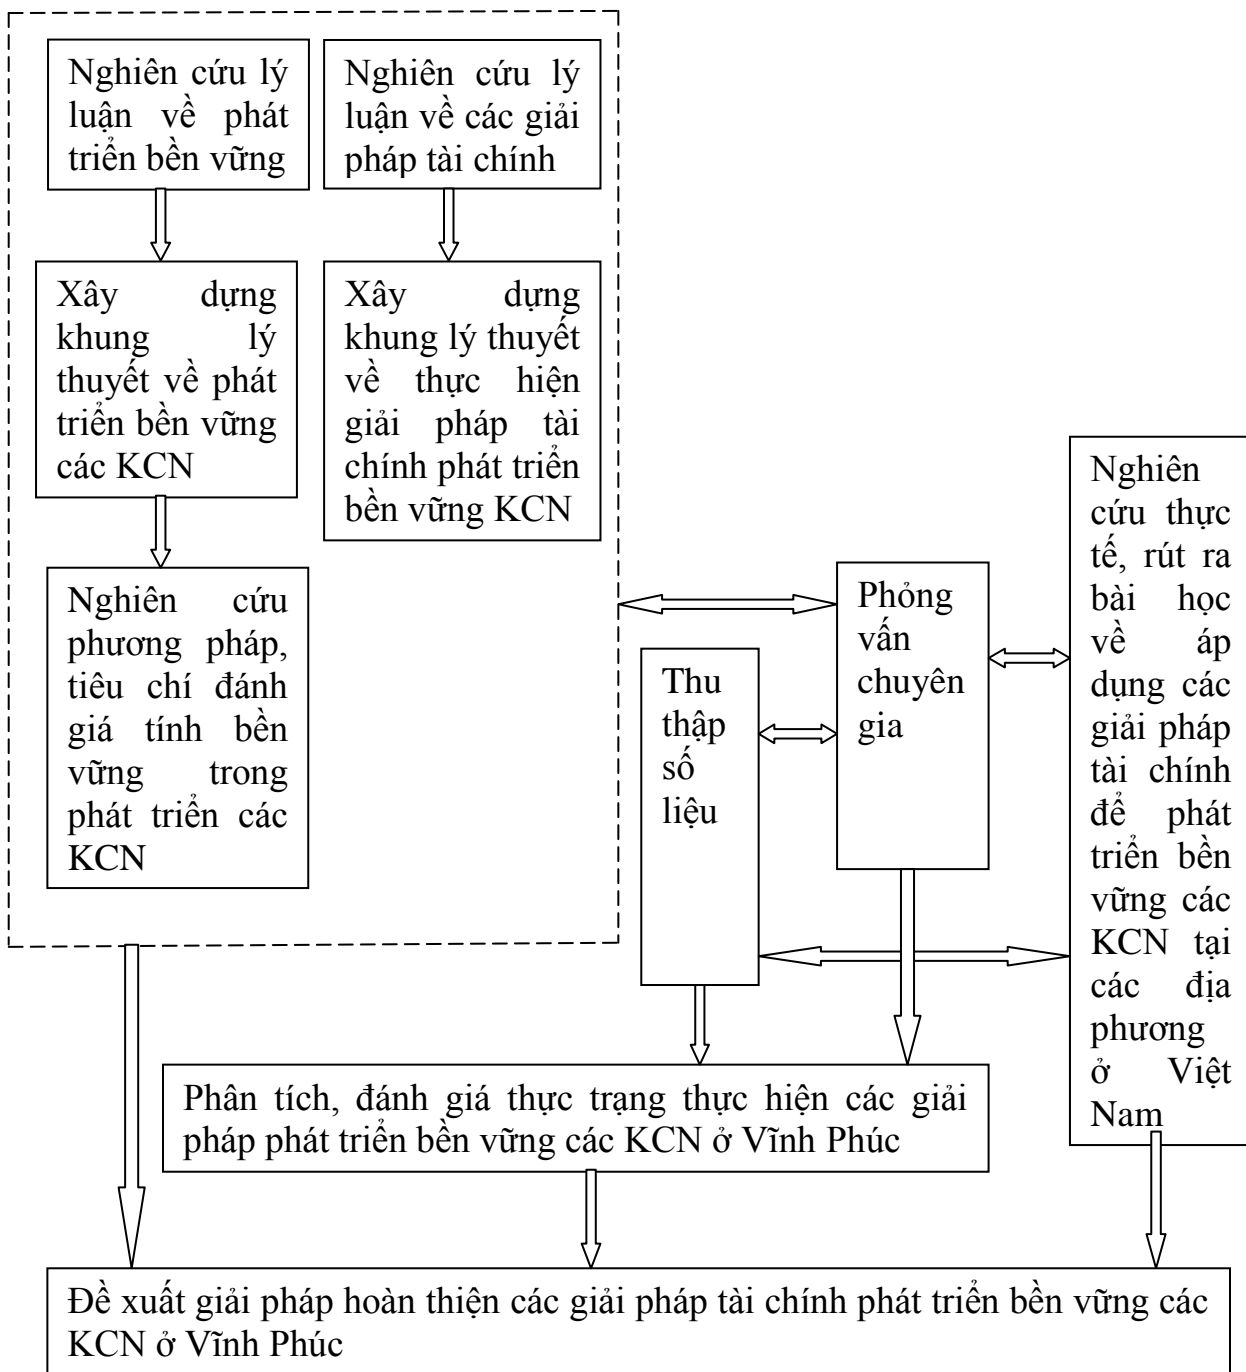 Nghiên cứu lý
luận về phát
triển bền vững
Nghiên cứu lý
luận về các giải
pháp tài chính
Xây dựng
khung lý
thuyết về phát
triển bền vững
các KCN
Xây dựng
khung lý thuyết
về thực hiện
giải pháp tài
chính phát triển
bền vững KCN
Nghiên cứu
phương pháp,
tiêu chí đánh
giá tính bền
vững trong
phát triển các
KCN
Thu
thập
số
liệu
Phỏng
vấn
chuyên
gia
Nghiên
cứu thực
tế, rút ra
bài học
về áp
dụng các
giải pháp
tài chính
để phát
triển bền
vững các
KCN tại
các địa
phương
ở Việt
Nam
Phân tích, đánh giá thực trạng thực hiện các giải
pháp phát triển bền vững các KCN ở Vĩnh Phúc
Đề xuất giải pháp hoàn thiện các giải pháp tài chính phát triển bền vững các
KCN ở Vĩnh Phúc